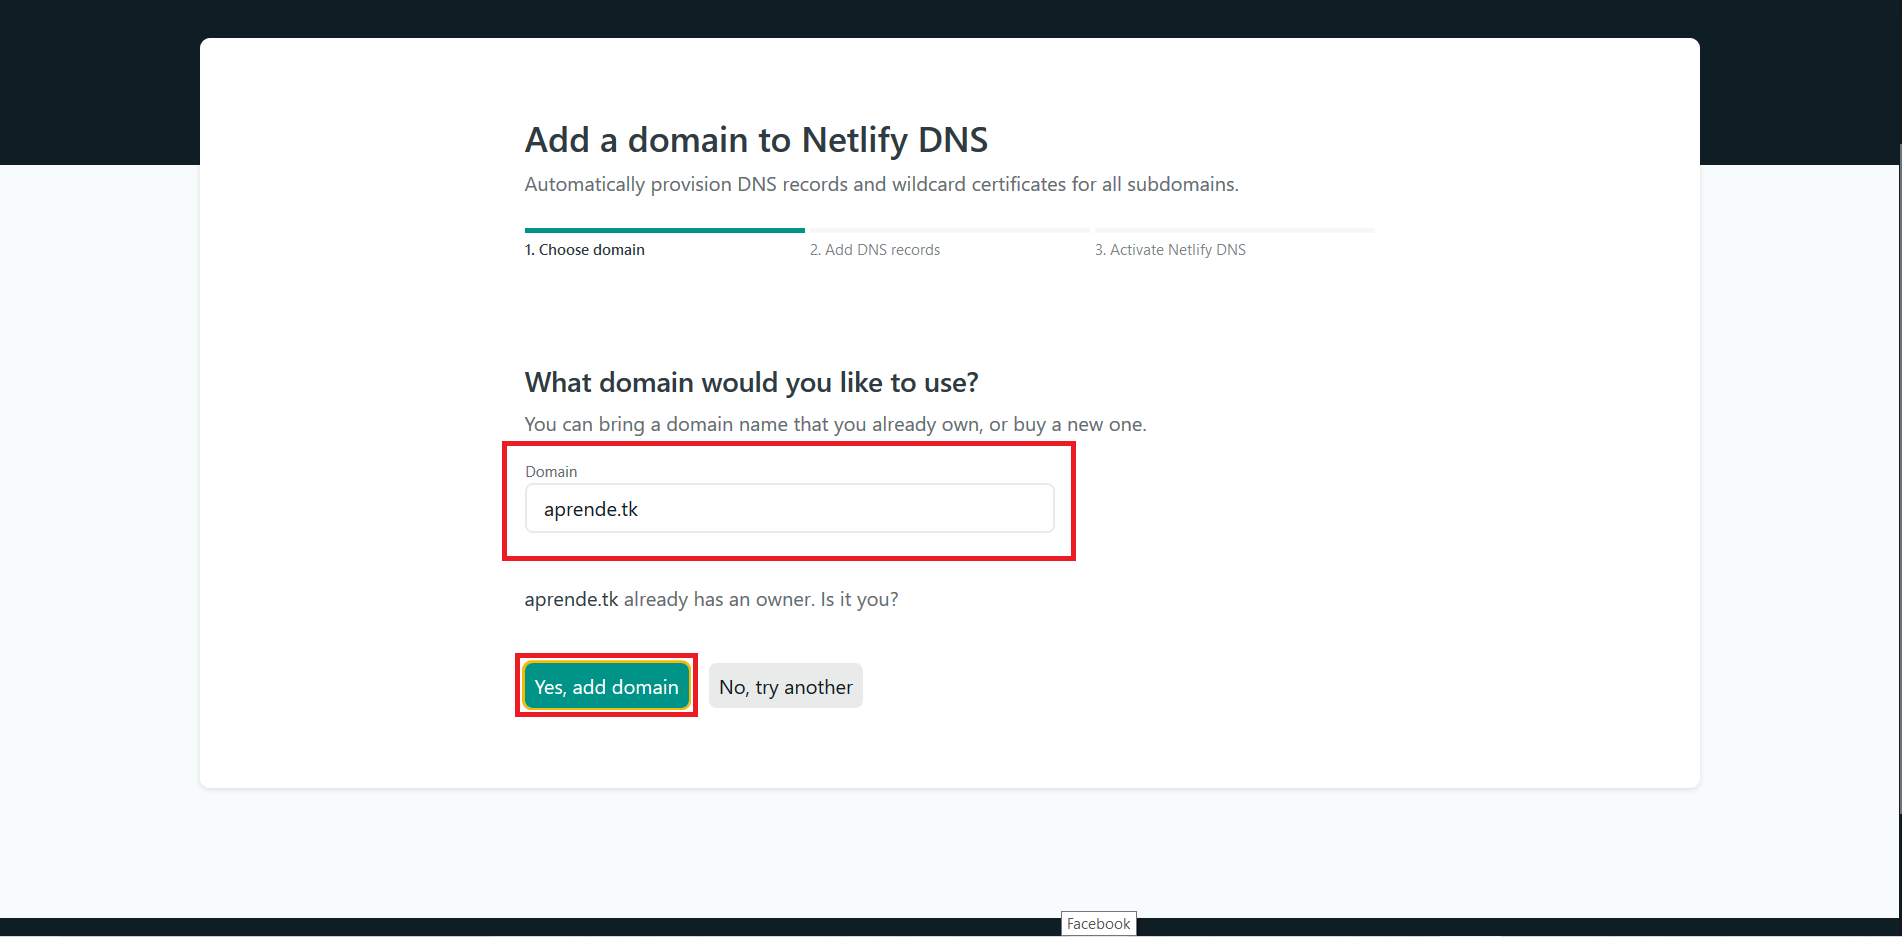 Add a domain to Netlify DNS
Automatically provision DNS records and wildcard certificates for all subdomains.
1. Choose domain
2. Add DNS records
3. Activate Netlify DNS
What domain would you like to use?
You can bring a domain name that you already own, or buy a new one.
Domain
aprende.tk
aprende.tk already has an owner. Is it you?
Yes, add domain
No, try another
Facebook